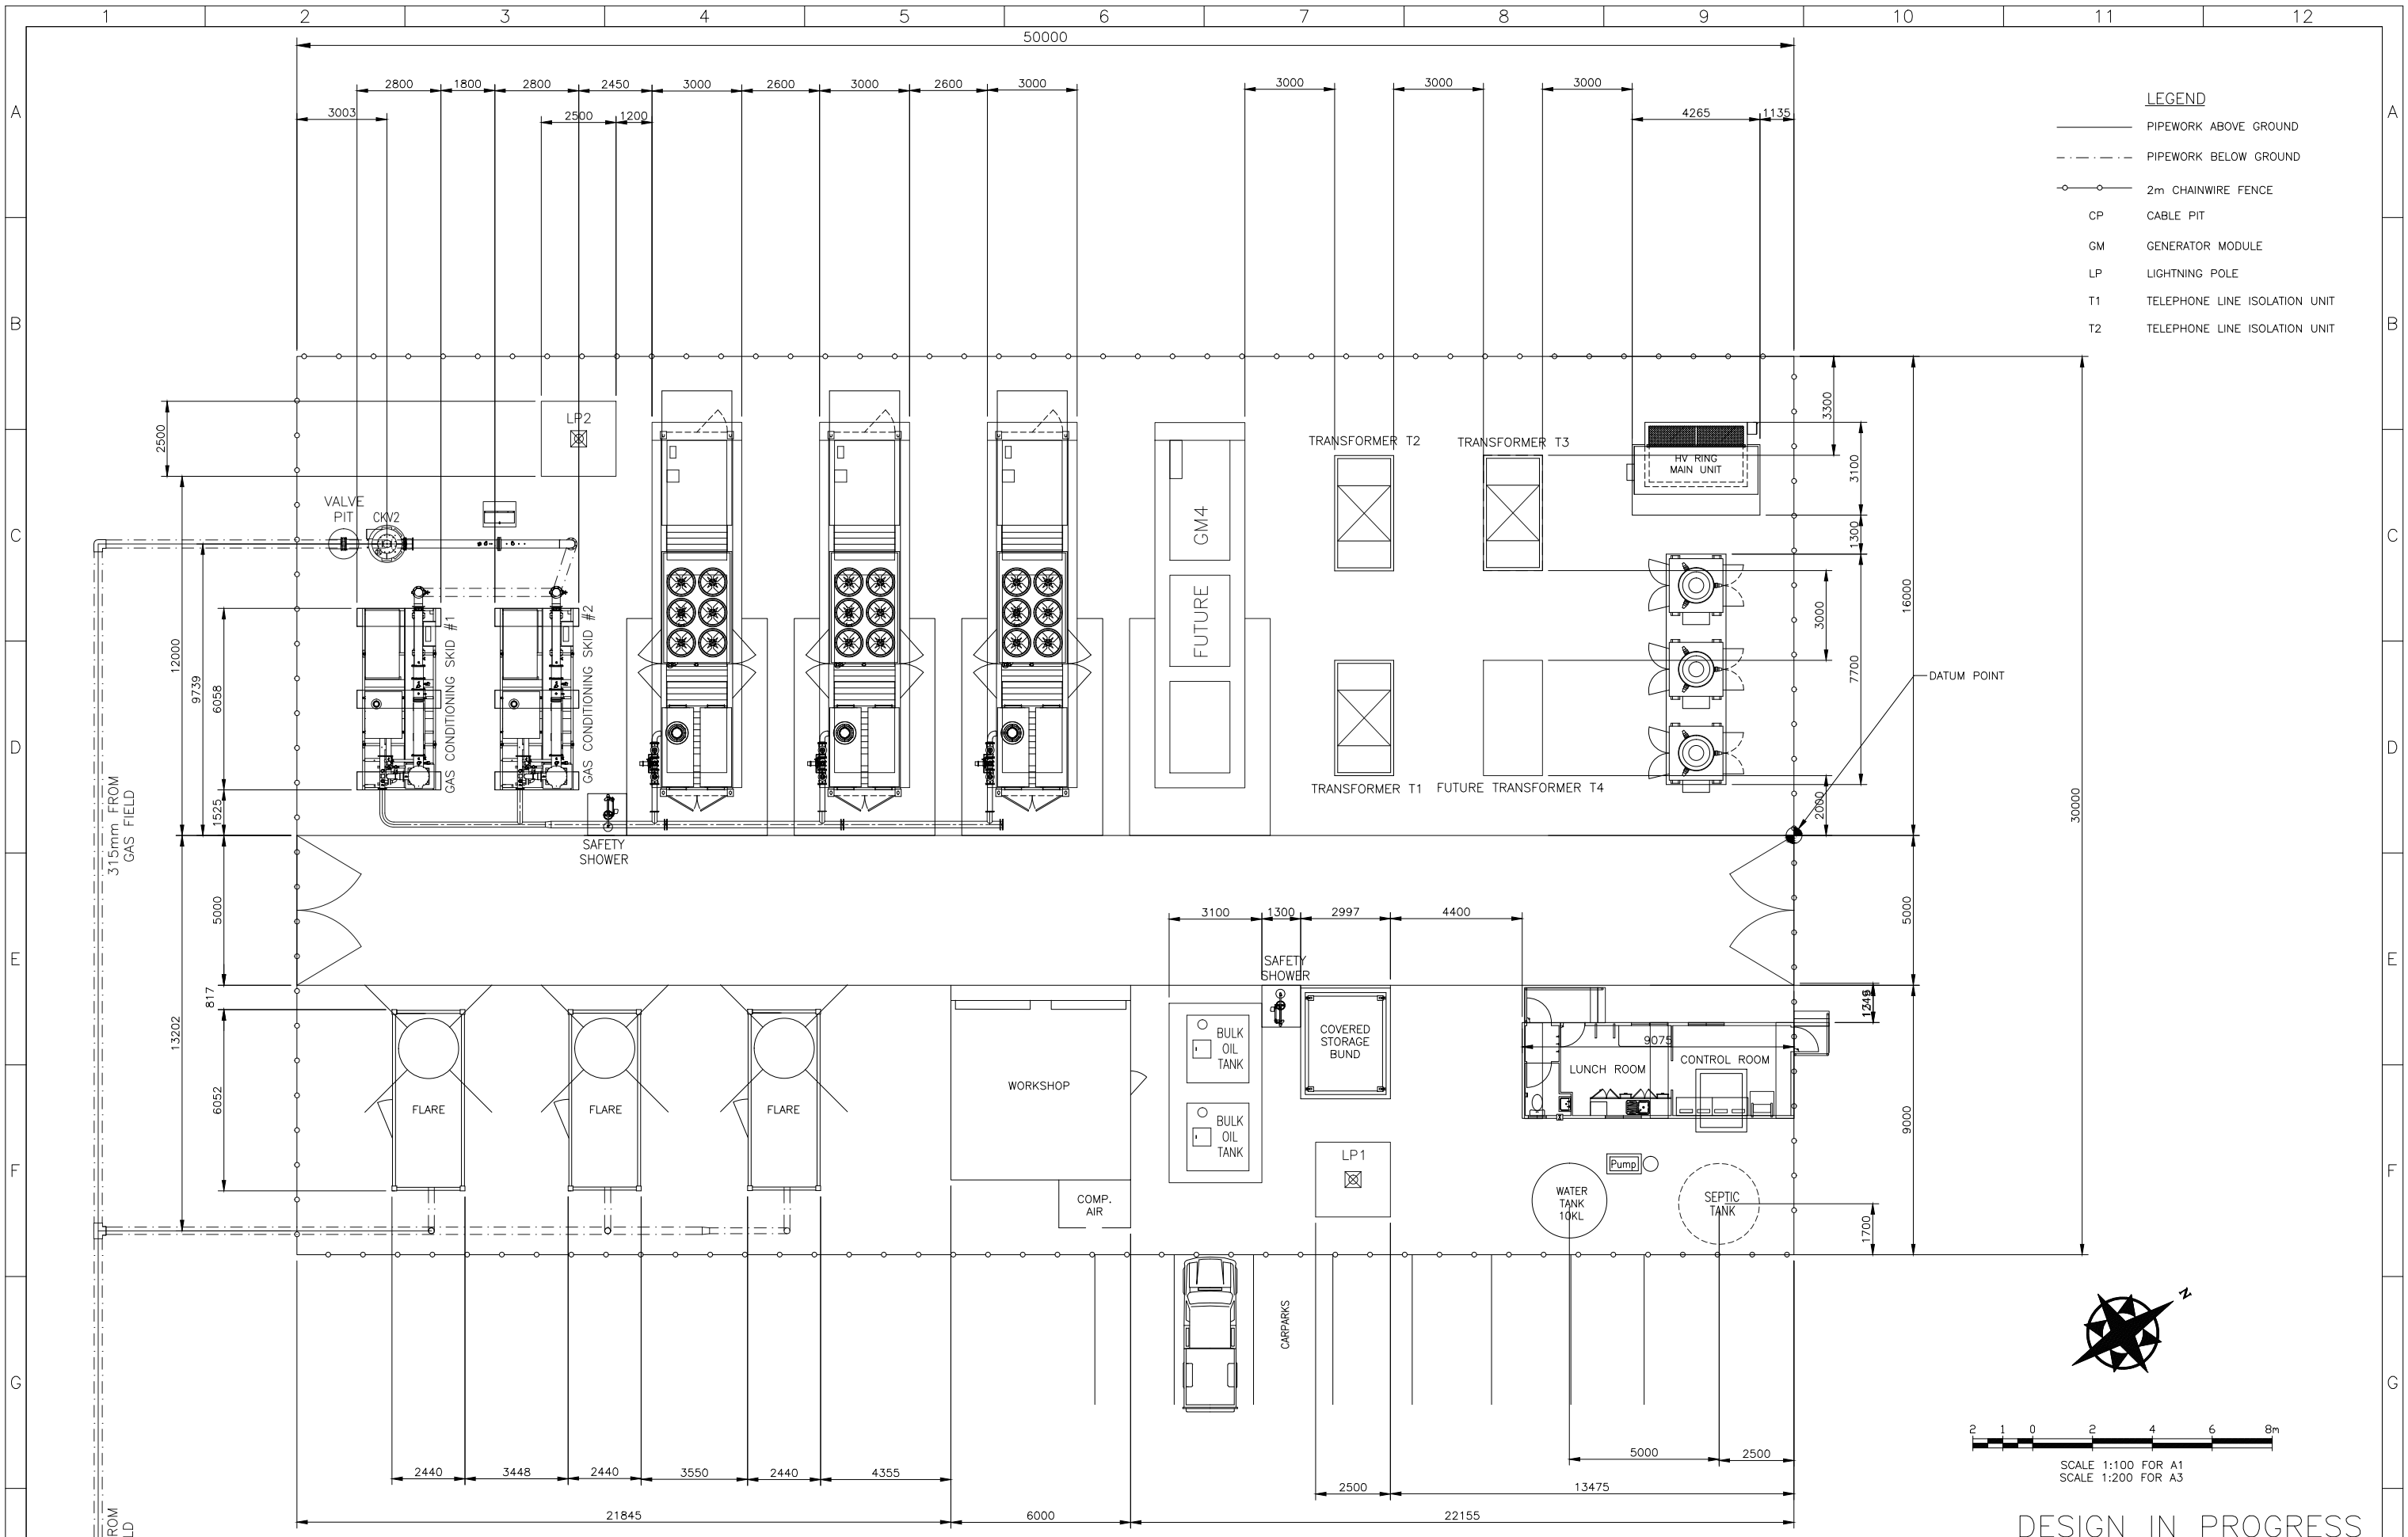 1 2 3 4 5 6 7 8 9 10 11 12
50000
2800 1800 2800 2450 3000 2600 3000 2600 3000 3000 3000 3000
3003 2500 1200 4265 1135
A A
LEGEND
PIPEWORK ABOVE GROUND
PIPEWORK BELOW GROUND
2m CHAINWIRE FENCE
CP CABLE PIT
GM GENERATOR MODULE
LP LIGHTNING POLE
T1 TELEPHONE LINE ISOLATION UNIT
T2 TELEPHONE LINE ISOLATION UNIT
B B
3300
2500
LP2
TRANSFORMER T2 TRANSFORMER T3
HV RING
MAIN UNIT
3100
VALVE
PIT
CKV2
GM4
C C
1300
FUTURE
3000
16000
12000
9739
6058
GAS CONDITIONING SKID #1
GAS CONDITIONING SKID #2
7700
DATUM POINT
D D
TRANSFORMER T1 FUTURE TRANSFORMER T4
1525
2000
30000
315mm FROM
GAS FIELD
SAFETY
SHOWER
5000
5000
3100 1300 2997 4400
E E
SAFETY
SHOWER
817
13202
BULK
OIL
TANK
COVERED
STORAGE
BUND
9075
LUNCH ROOM
CONTROL ROOM
WORKSHOP
6052
FLARE FLARE FLARE
BULK
OIL
TANK
9000
LP1
F F
Pump
COMP.
AIR
WATER
TANK
10KL
SEPTIC
TANK
1700
CARPARKS
N
G G
2 1 0 2 4 6 8m
SCALE 1:100 FOR A1
SCALE 1:200 FOR A3
5000 2500
2440 3448 2440 3550 2440 4355
2500 13475
21845 6000 22155
DESIGN IN PROGRESS